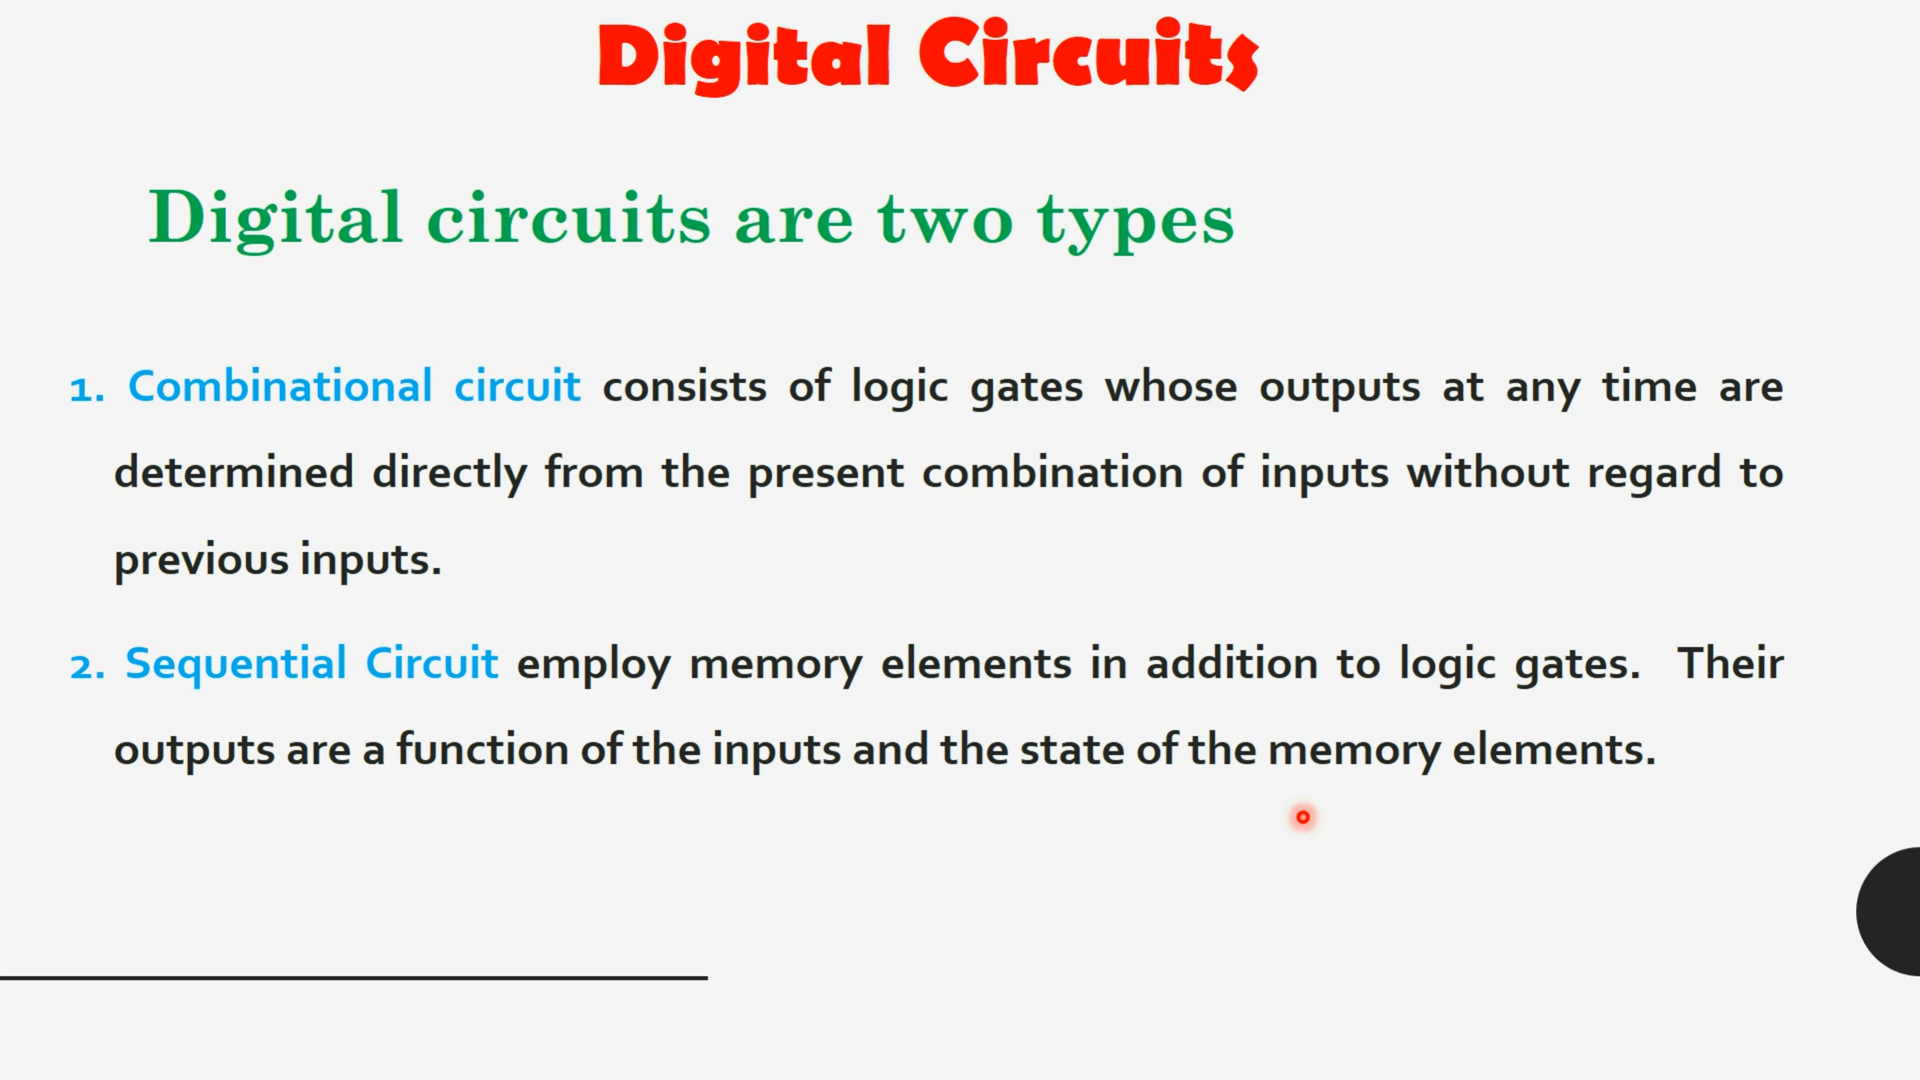 Digital Circuits
Digital circuits are two types
1. Combinational circuit consists of logic gates whose outputs at any time are
determined directly from the present combination of inputs without regard to
previous inputs.
2. Sequential Circuit employ memory elements in addition to logic gates. Their
outputs are a function of the inputs and the state of the memory elements.